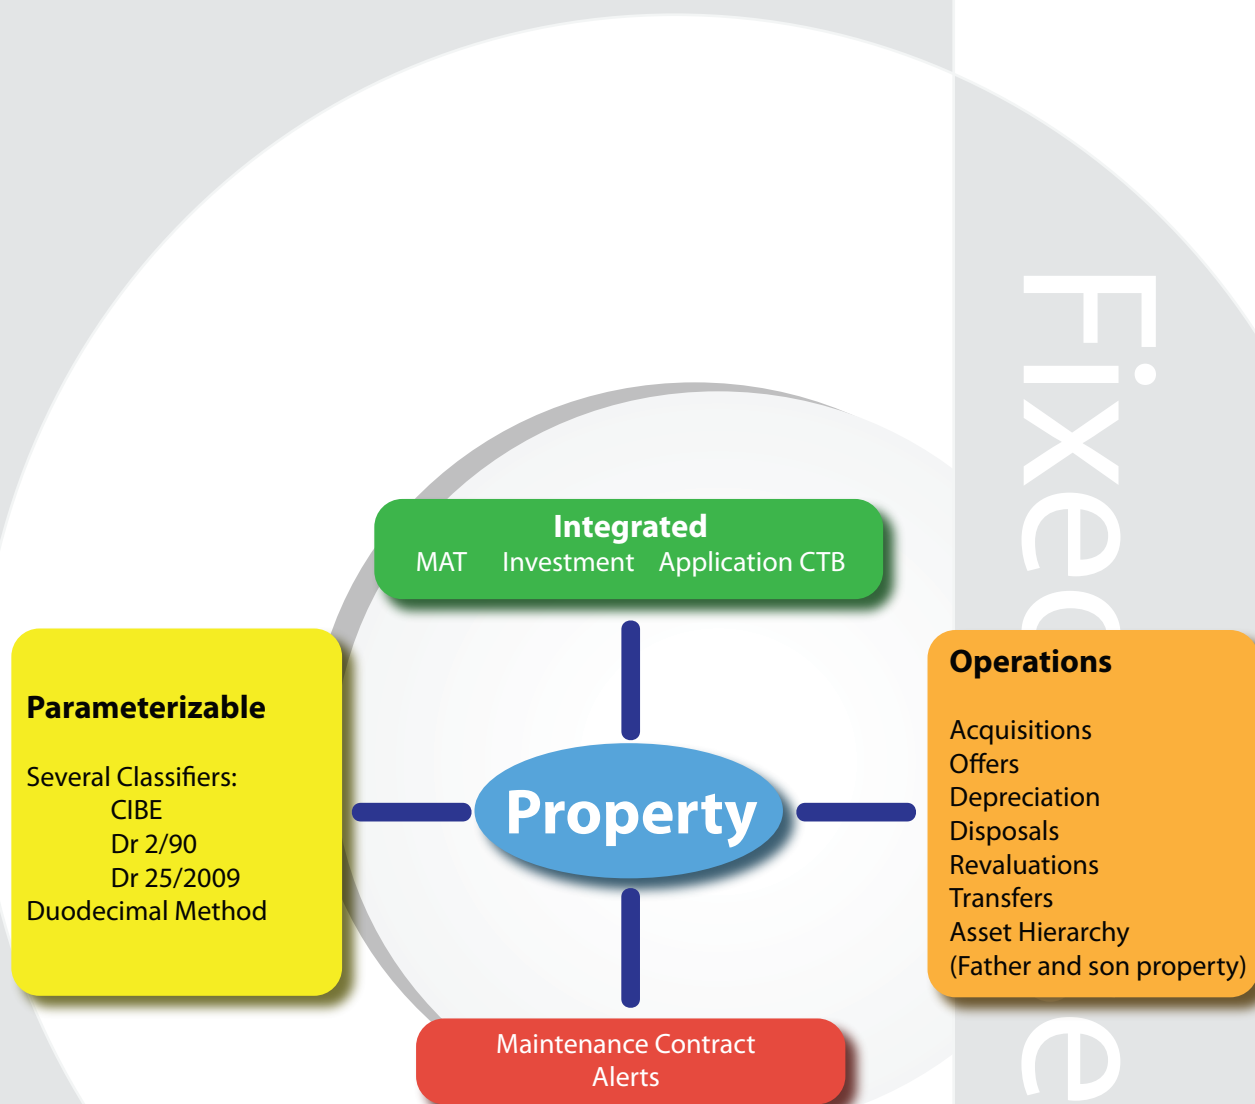 Integrated
MAT Investment Application CTB
Parameterizable
Several Classifiers:
CIBE
Dr 2/90
Dr 25/2009
Duodecimal Method
Property
Operations
Acquisitions
Offers
Depreciation
Disposals
Revaluations
Transfers
Asset Hierarchy
(Father and son property)
Maintenance Contract
Alerts